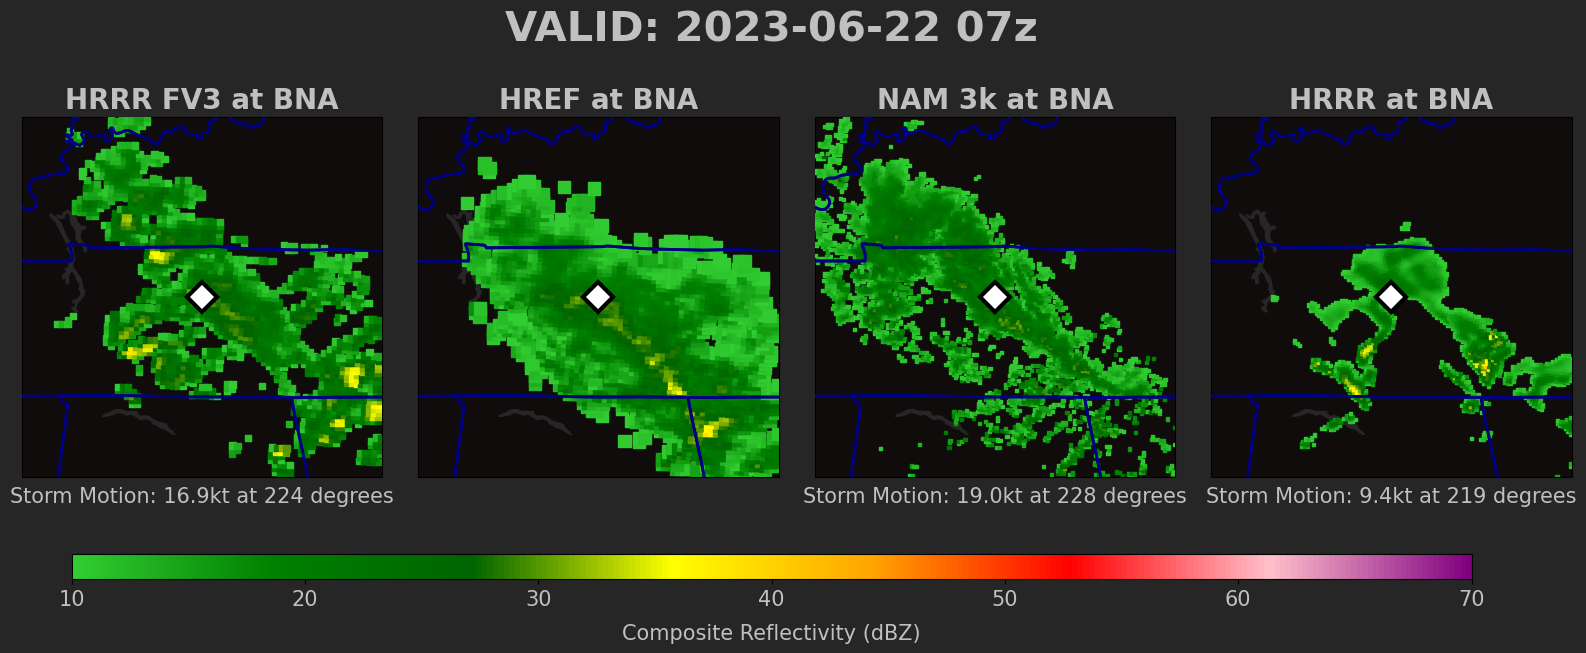 VALID: 2023-06-22 07z
HRRR FV3 at BNA
HREF at BNA
NAM 3k at BNA
HRRR at BNA
Storm Motion: 16.9kt at 224 degrees
Storm Motion: 19.0kt at 228 degrees
Storm Motion: 9.4kt at 219 degrees
10 20 30 40 50 60 70
Composite Reflectivity (dBZ)